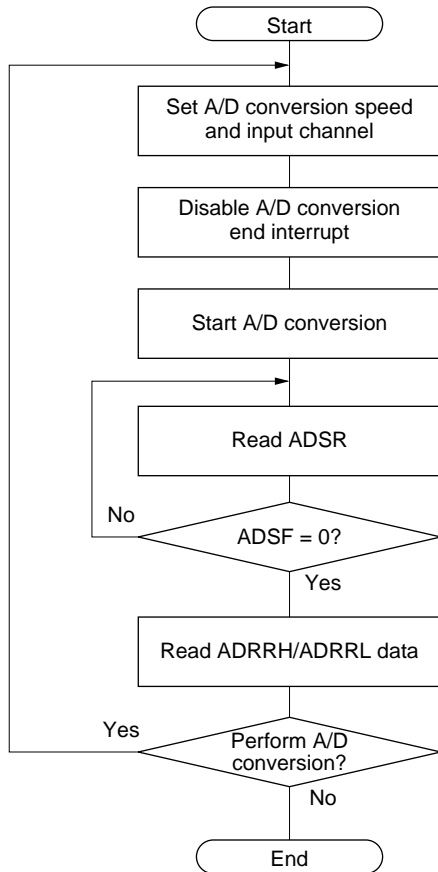 Start
Set A/D conversion speed
and input channel
Disable A/D conversion
end interrupt
Start A/D conversion
Read ADSR
No
ADSF = 0?
Yes
Read ADRRH/ADRRL data
Yes
Perform A/D
conversion?
No
End